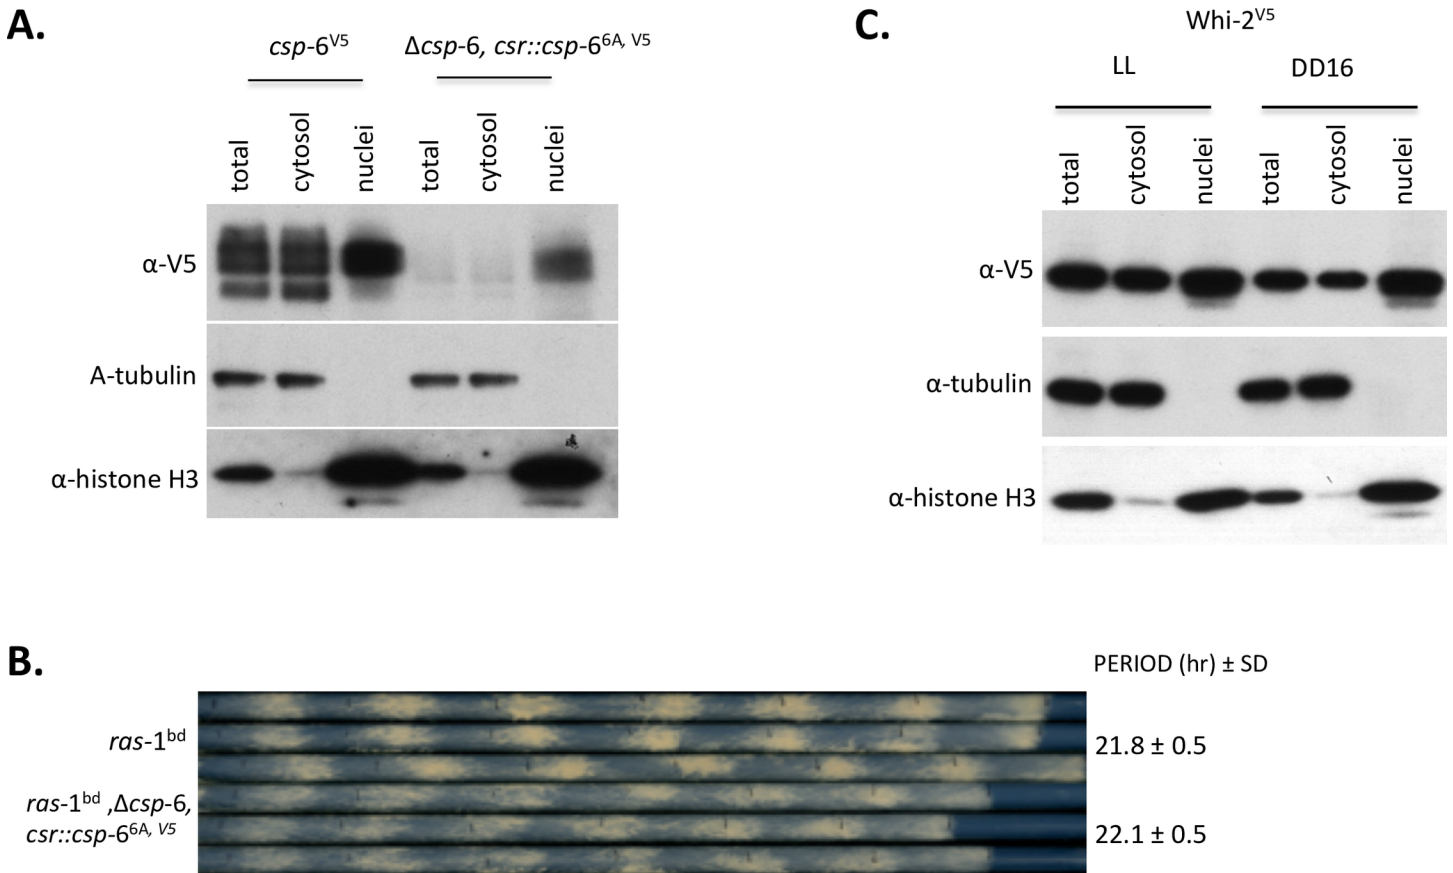 A.
csp-6V5
Δcsp-6, csr::csp-66A, V5
total
cytosol
nuclei
total
cytosol
nuclei
α-V5
A-tubulin
α-histone H3
C.
Whi-2V5
LL
DD16
total
cytosol
nuclei
total
cytosol
nuclei
α-V5
α-tubulin
α-histone H3
B.
PERIOD (hr) ± SD
ras-1bd
21.8 ± 0.5
ras-1bd ,Δcsp-6,
csr::csp-66A, V5
22.1 ± 0.5